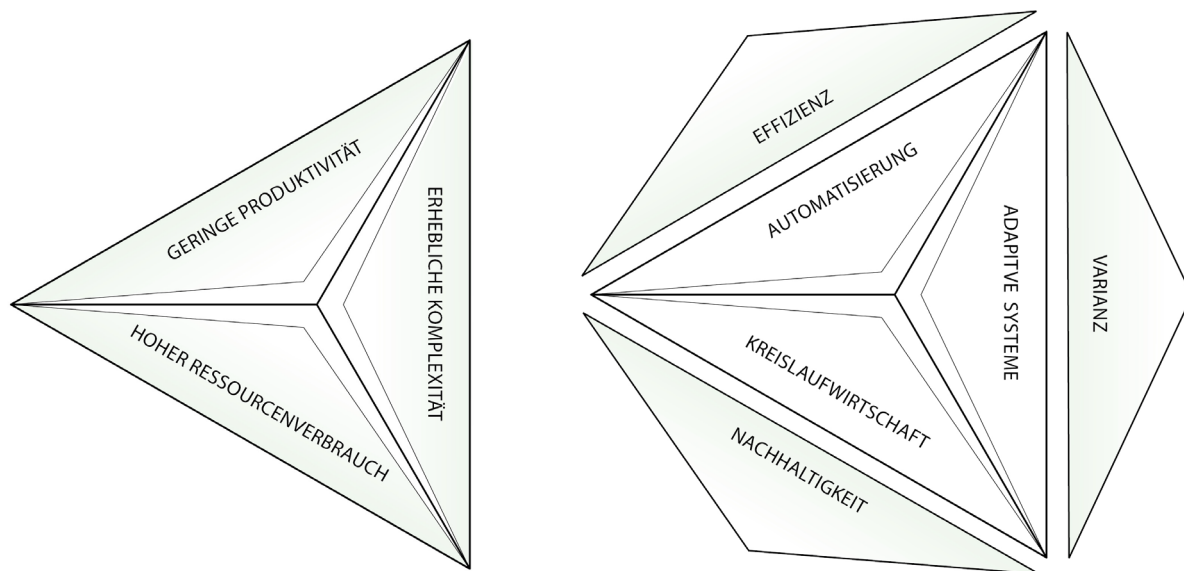 GERINGE PRODUKTIVITÄT
ERHEBLICHE KOMPLEXITÄT
HOHER RESSOURCENVERBRAUCH
EFFIZIENZ
AUTOMATISIERUNG
ADAPITVE SYSTEME
VARIANZ
KREISLAUFWIRTSCHAFT
NACHHALTIGKEIT